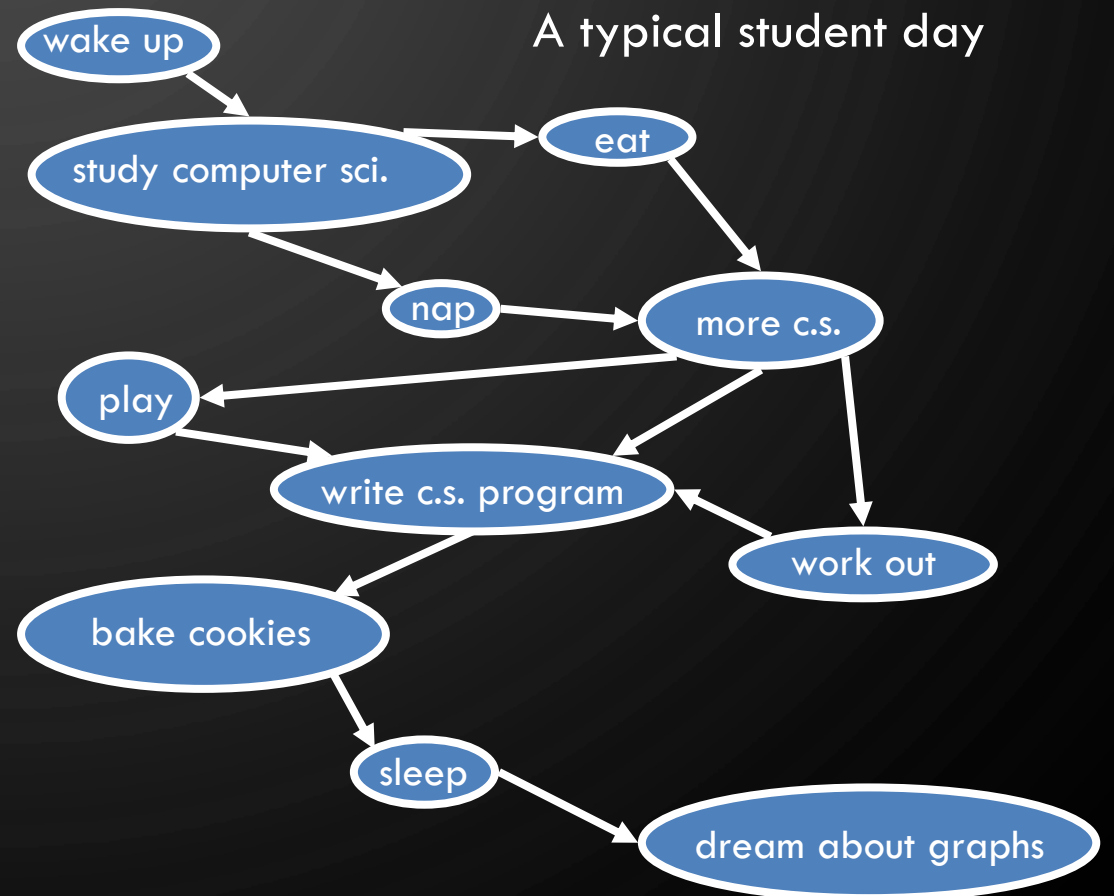 A typical student day
wake up
study computer sci.
eat
nap
more c.s.
play
write c.s. program
work out
bake cookies
sleep
dream about graphs